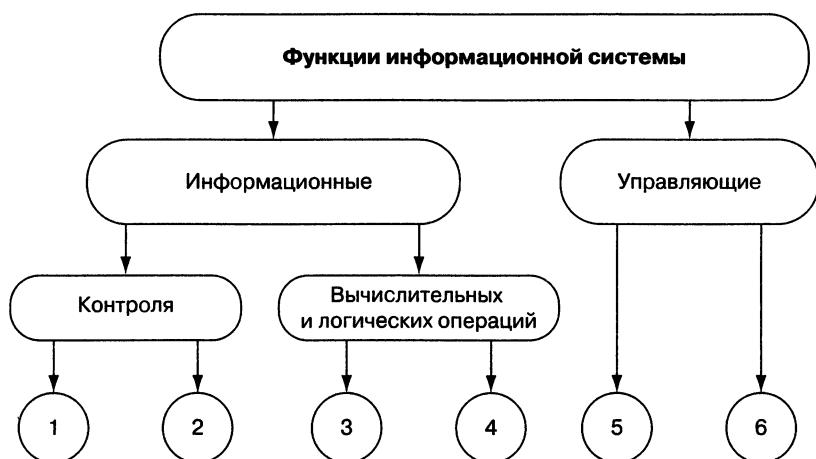 Функции информационной системы
Информационные
Управляющие
Контроля
Вычислительных
и логических операций
1
2
3
4
5
6